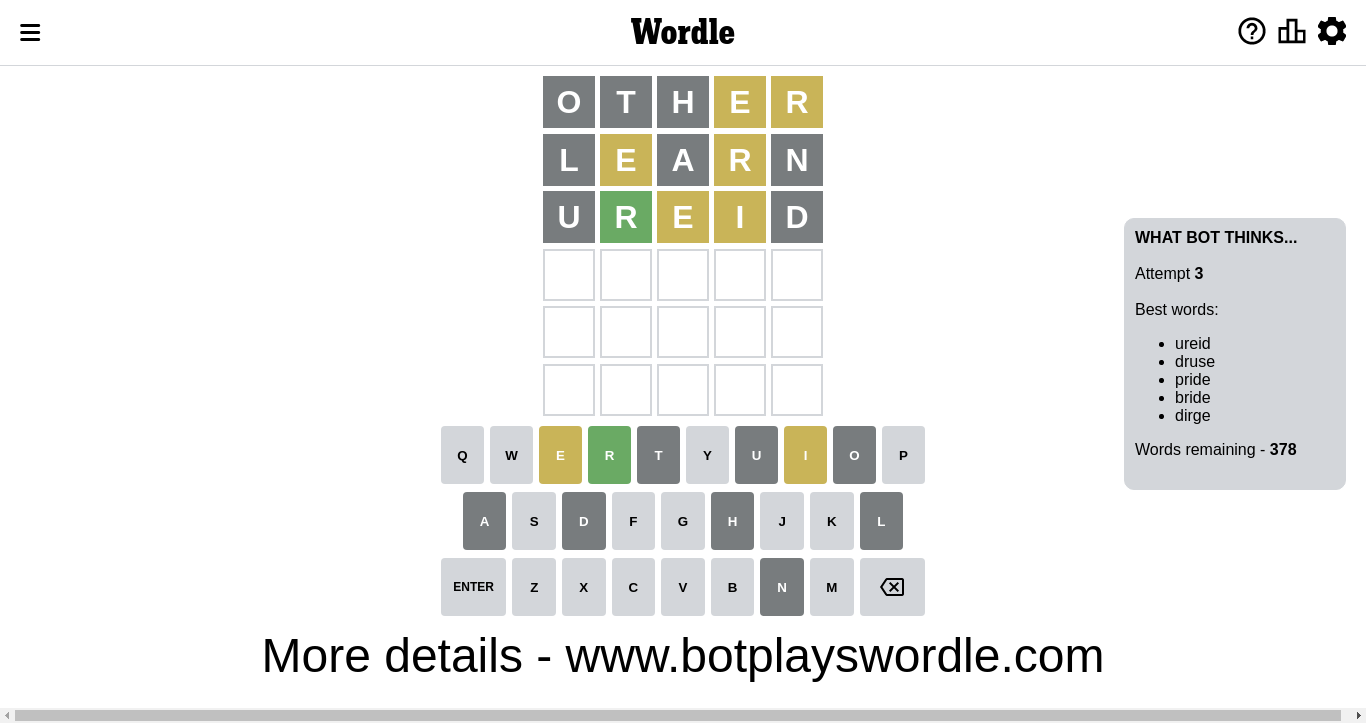 Wordle
O T H E R
L E A R N
U R E I D
WHAT BOT THINKS...
Attempt 3
Best words:
ureid
druse
pride
bride
dirge
Words remaining - 378
Q W E R T Y U I O P
A S D F G H J K L
ENTER Z X C V B N M
More details - www.botplayswordle.com